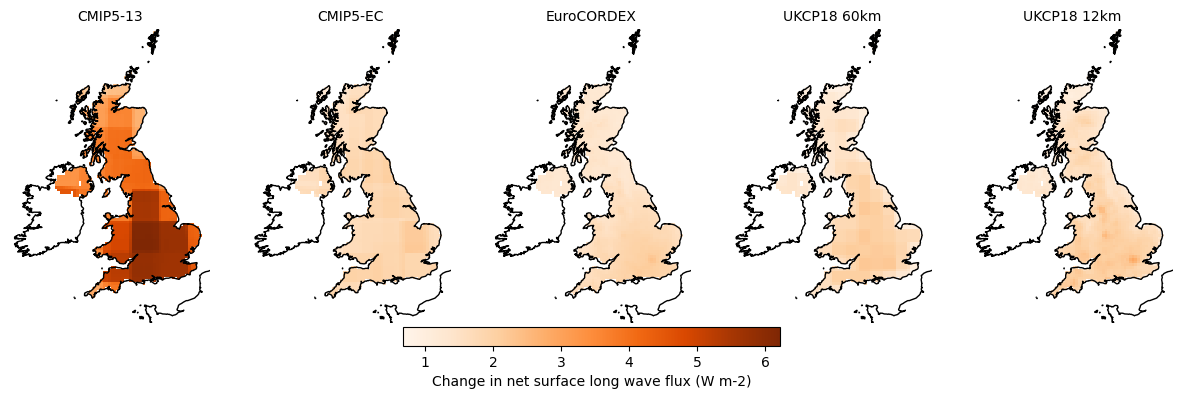 CMIP5-13 CMIP5-EC EuroCORDEX UKCP18 60km UKCP18 12km
1 2 3 4 5 6
Change in net surface long wave flux (W m-2)